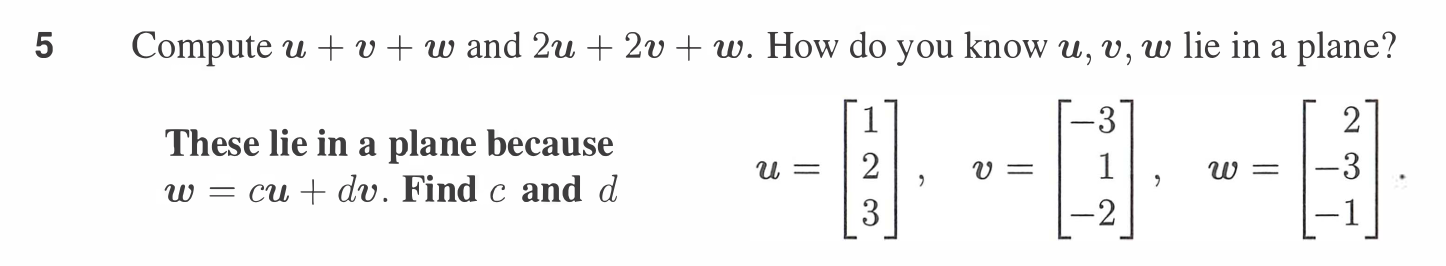 5 Compute u + v + w and 2u + 2v + w. How do you know u, v, w lie in a plane?
These lie in a plane because
w = cu + dv. Find c and d
u = [1 2 3], v = [−3 1 −2], w = [2 −3 −1].